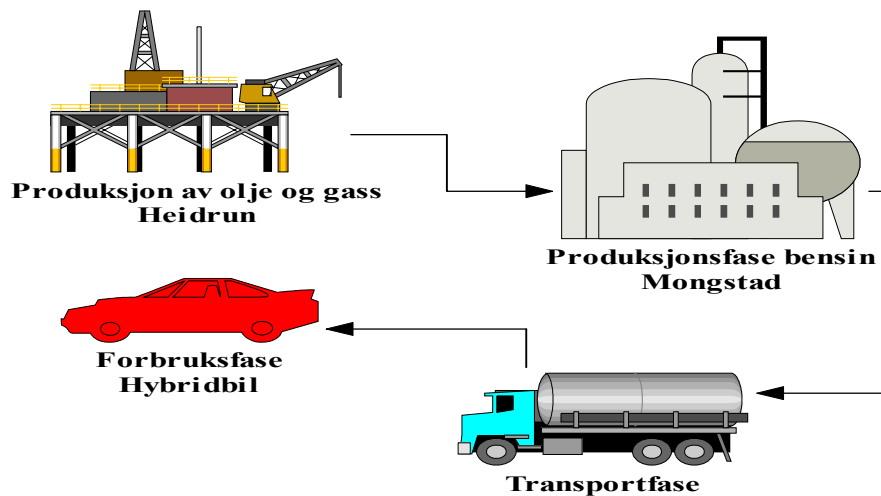 Produksjon av olje og gass
Heidrun
Produksjonsfase bensin
Mongstad
Forbruksfase
Hybridbil
Transportfase